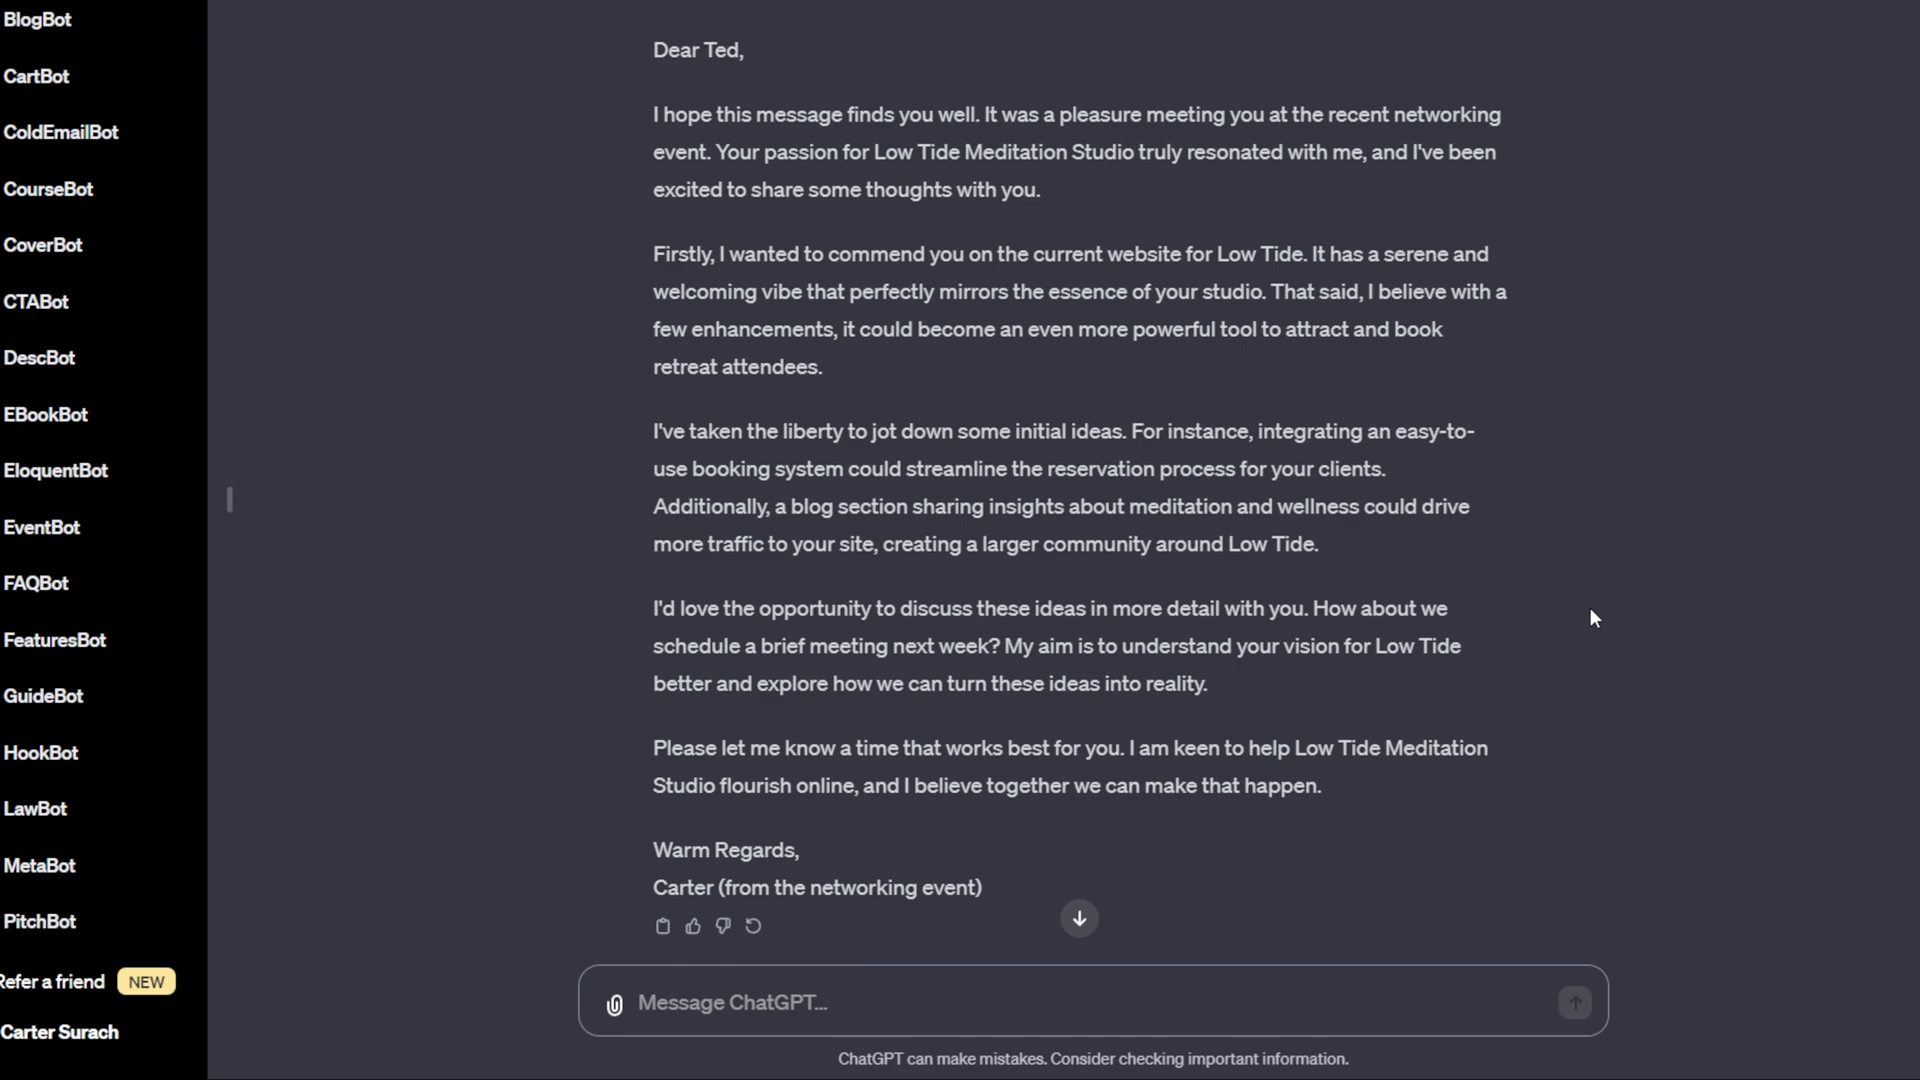 BlogBot
CartBot
ColdEmailBot
CourseBot
CoverBot
CTABot
DescBot
EBookBot
EloquentBot
EventBot
FAQBot
FeaturesBot
GuideBot
HookBot
LawBot
MetaBot
PitchBot
Refer a friend NEW
Carter Surach
Dear Ted,
I hope this message finds you well. It was a pleasure meeting you at the recent networking
event. Your passion for Low Tide Meditation Studio truly resonated with me, and I've been
excited to share some thoughts with you.
Firstly, I wanted to commend you on the current website for Low Tide. It has a serene and
welcoming vibe that perfectly mirrors the essence of your studio. That said, I believe with a
few enhancements, it could become an even more powerful tool to attract and book
retreat attendees.
I've taken the liberty to jot down some initial ideas. For instance, integrating an easy-to-
use booking system could streamline the reservation process for your clients.
Additionally, a blog section sharing insights about meditation and wellness could drive
more traffic to your site, creating a larger community around Low Tide.
I'd love the opportunity to discuss these ideas in more detail with you. How about we
schedule a brief meeting next week? My aim is to understand your vision for Low Tide
better and explore how we can turn these ideas into reality.
Please let me know a time that works best for you. I am keen to help Low Tide Meditation
Studio flourish online, and I believe together we can make that happen.
Warm Regards,
Carter (from the networking event)
Message ChatGPT...
ChatGPT can make mistakes. Consider checking important information.